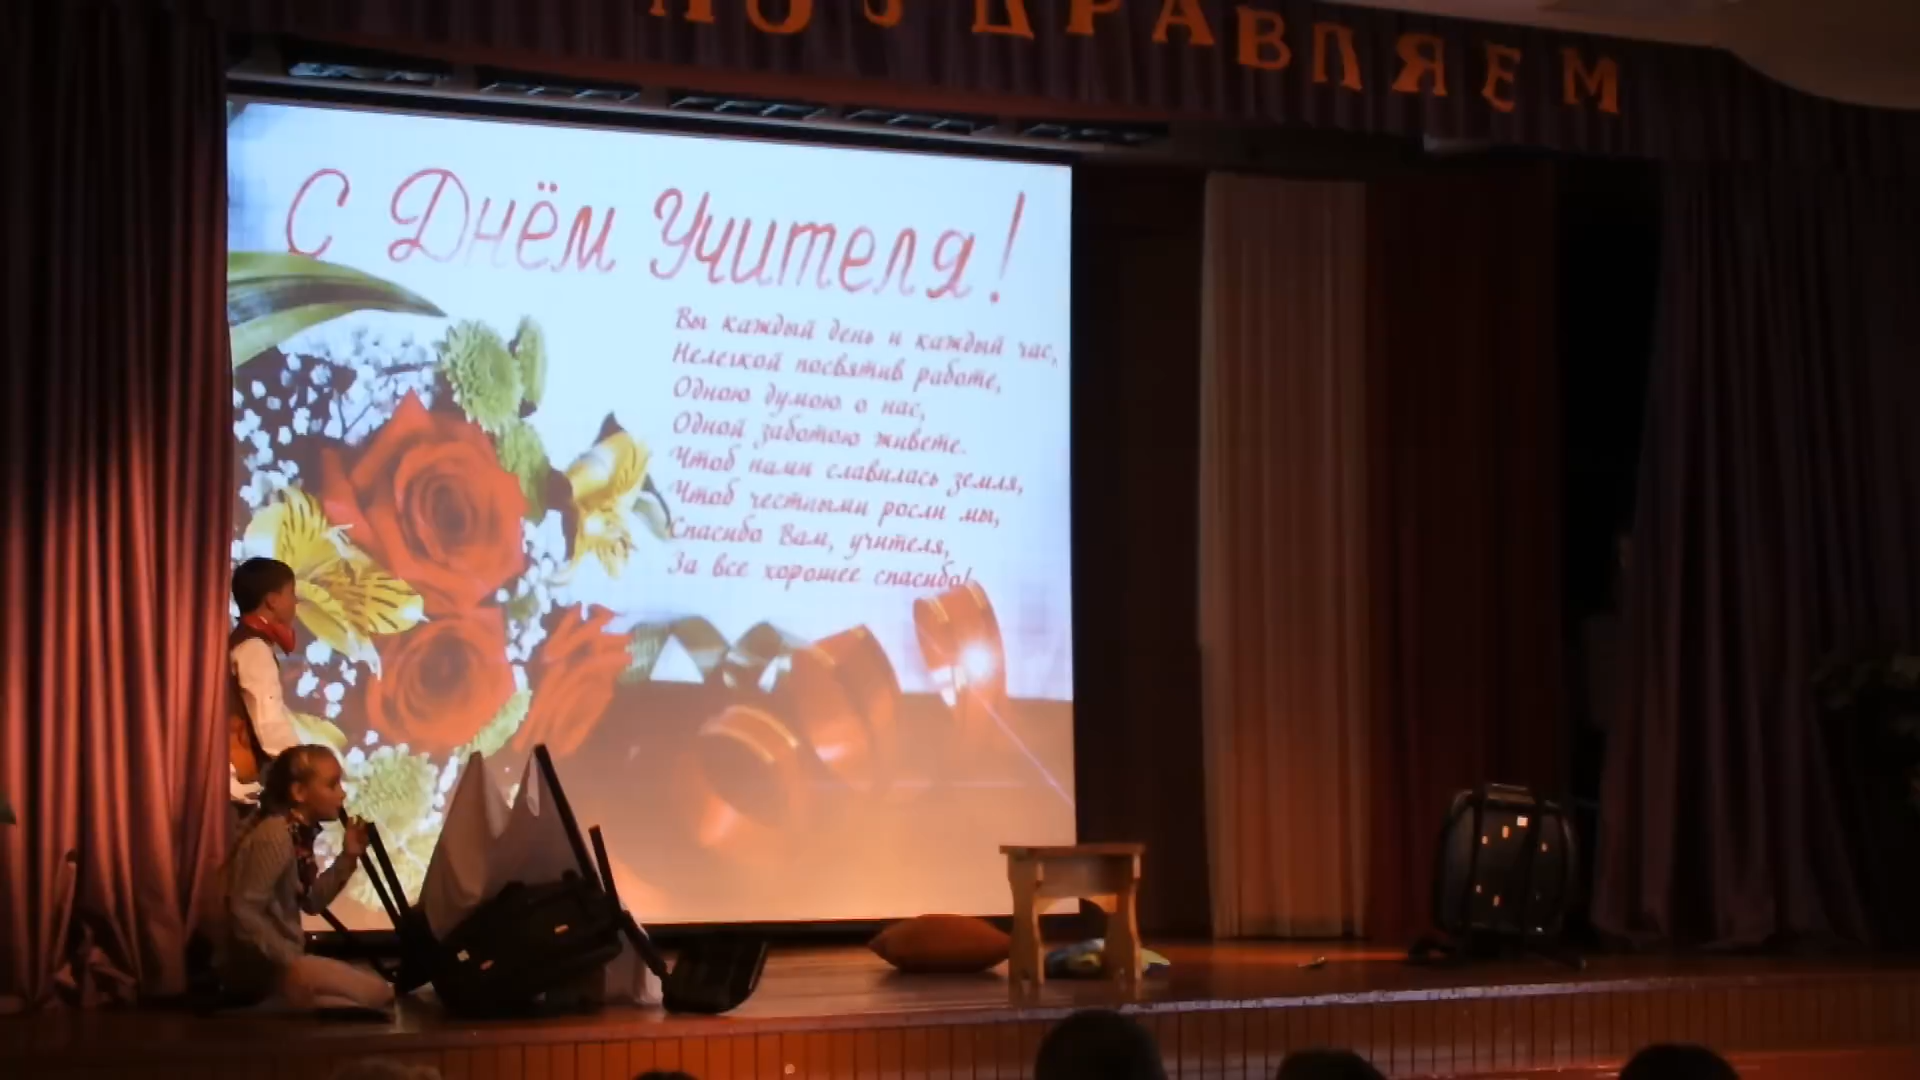 ПОЗДРАВЛЯЕМ
С Днём Учителя!
Вы каждый день и каждый час,
Нелегкой посвятив работе,
Одною думою о нас,
Одной заботою живете.
Чтоб нами славилась земля,
Чтоб честными росли мы,
Спасибо Вам, учителя,
За все хорошее спасибо!